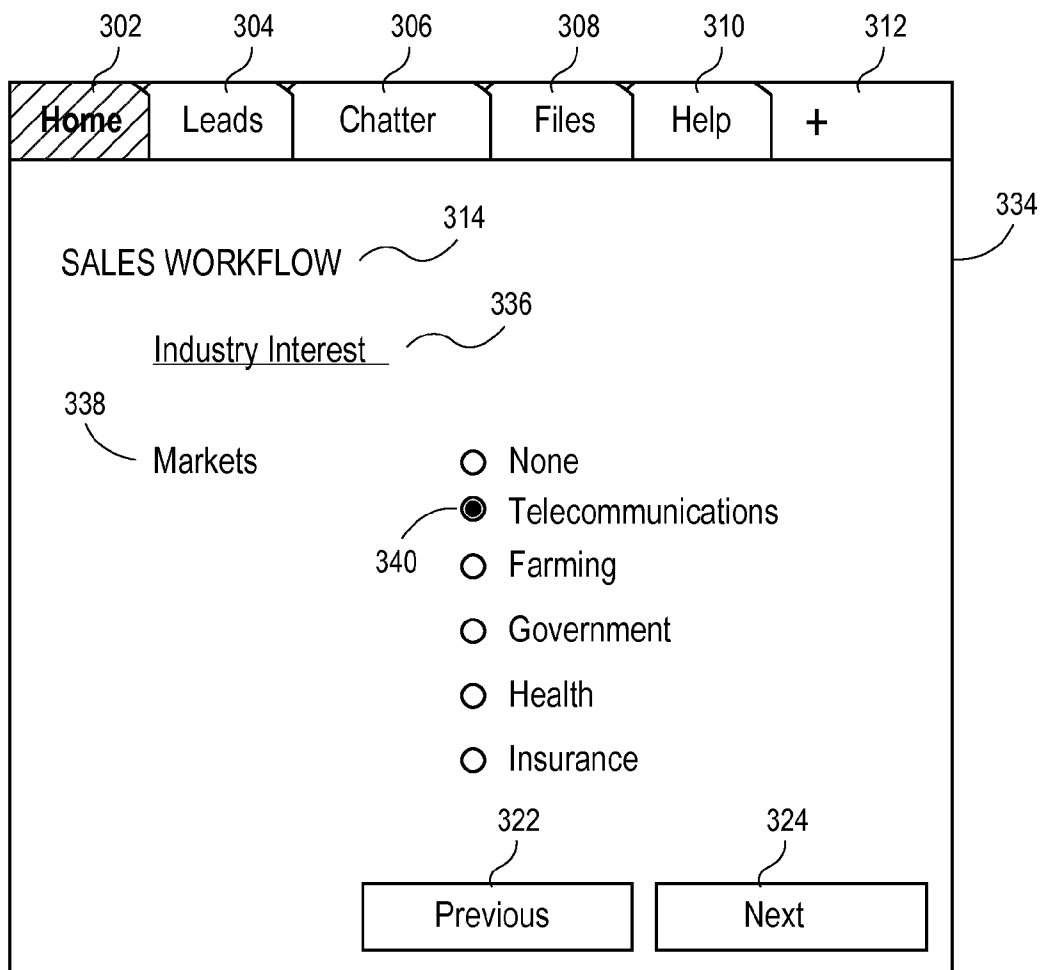 302 304 306 308 310 312
Home Leads Chatter Files Help +
334
314
SALES WORKFLOW
336
Industry Interest
338
Markets None
Telecommunications
340
Farming
Government
Health
Insurance
322 324
Previous Next